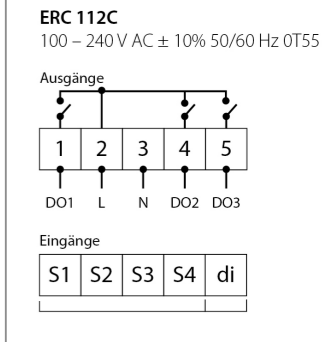 ERC 112C
100 – 240 V AC ± 10% 50/60 Hz 0T55
Ausgänge
1 2 3 4 5
DO1 L N DO2 DO3
Eingänge
S1 S2 S3 S4 di